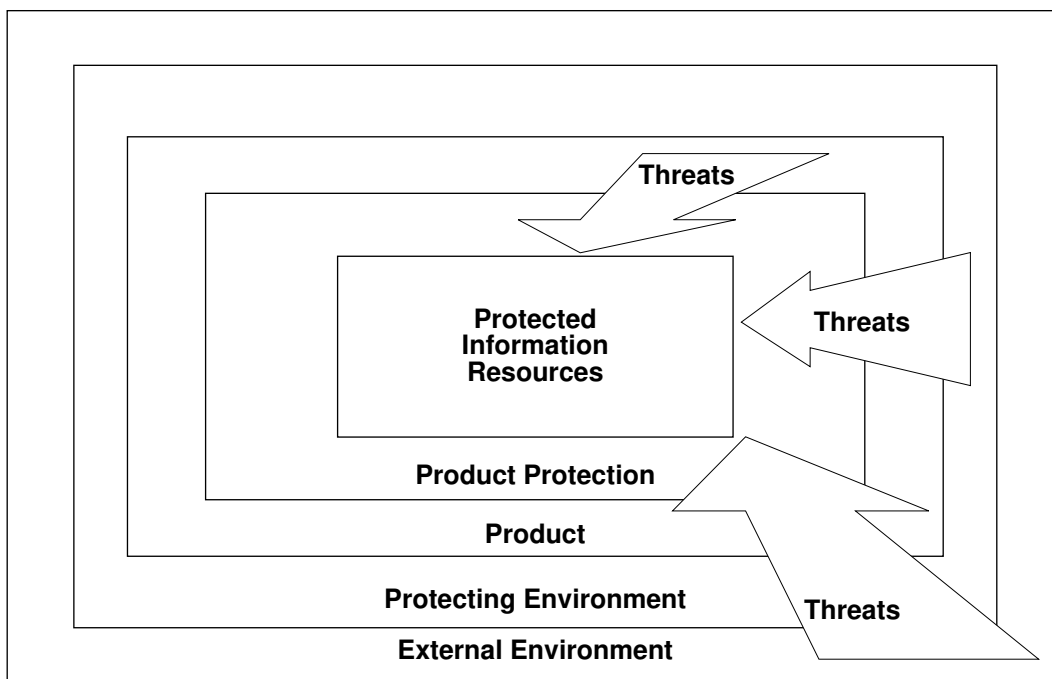 Threats
Threats
Protected
Information
Resources
Product Protection
Product
Protecting Environment
Threats
External Environment